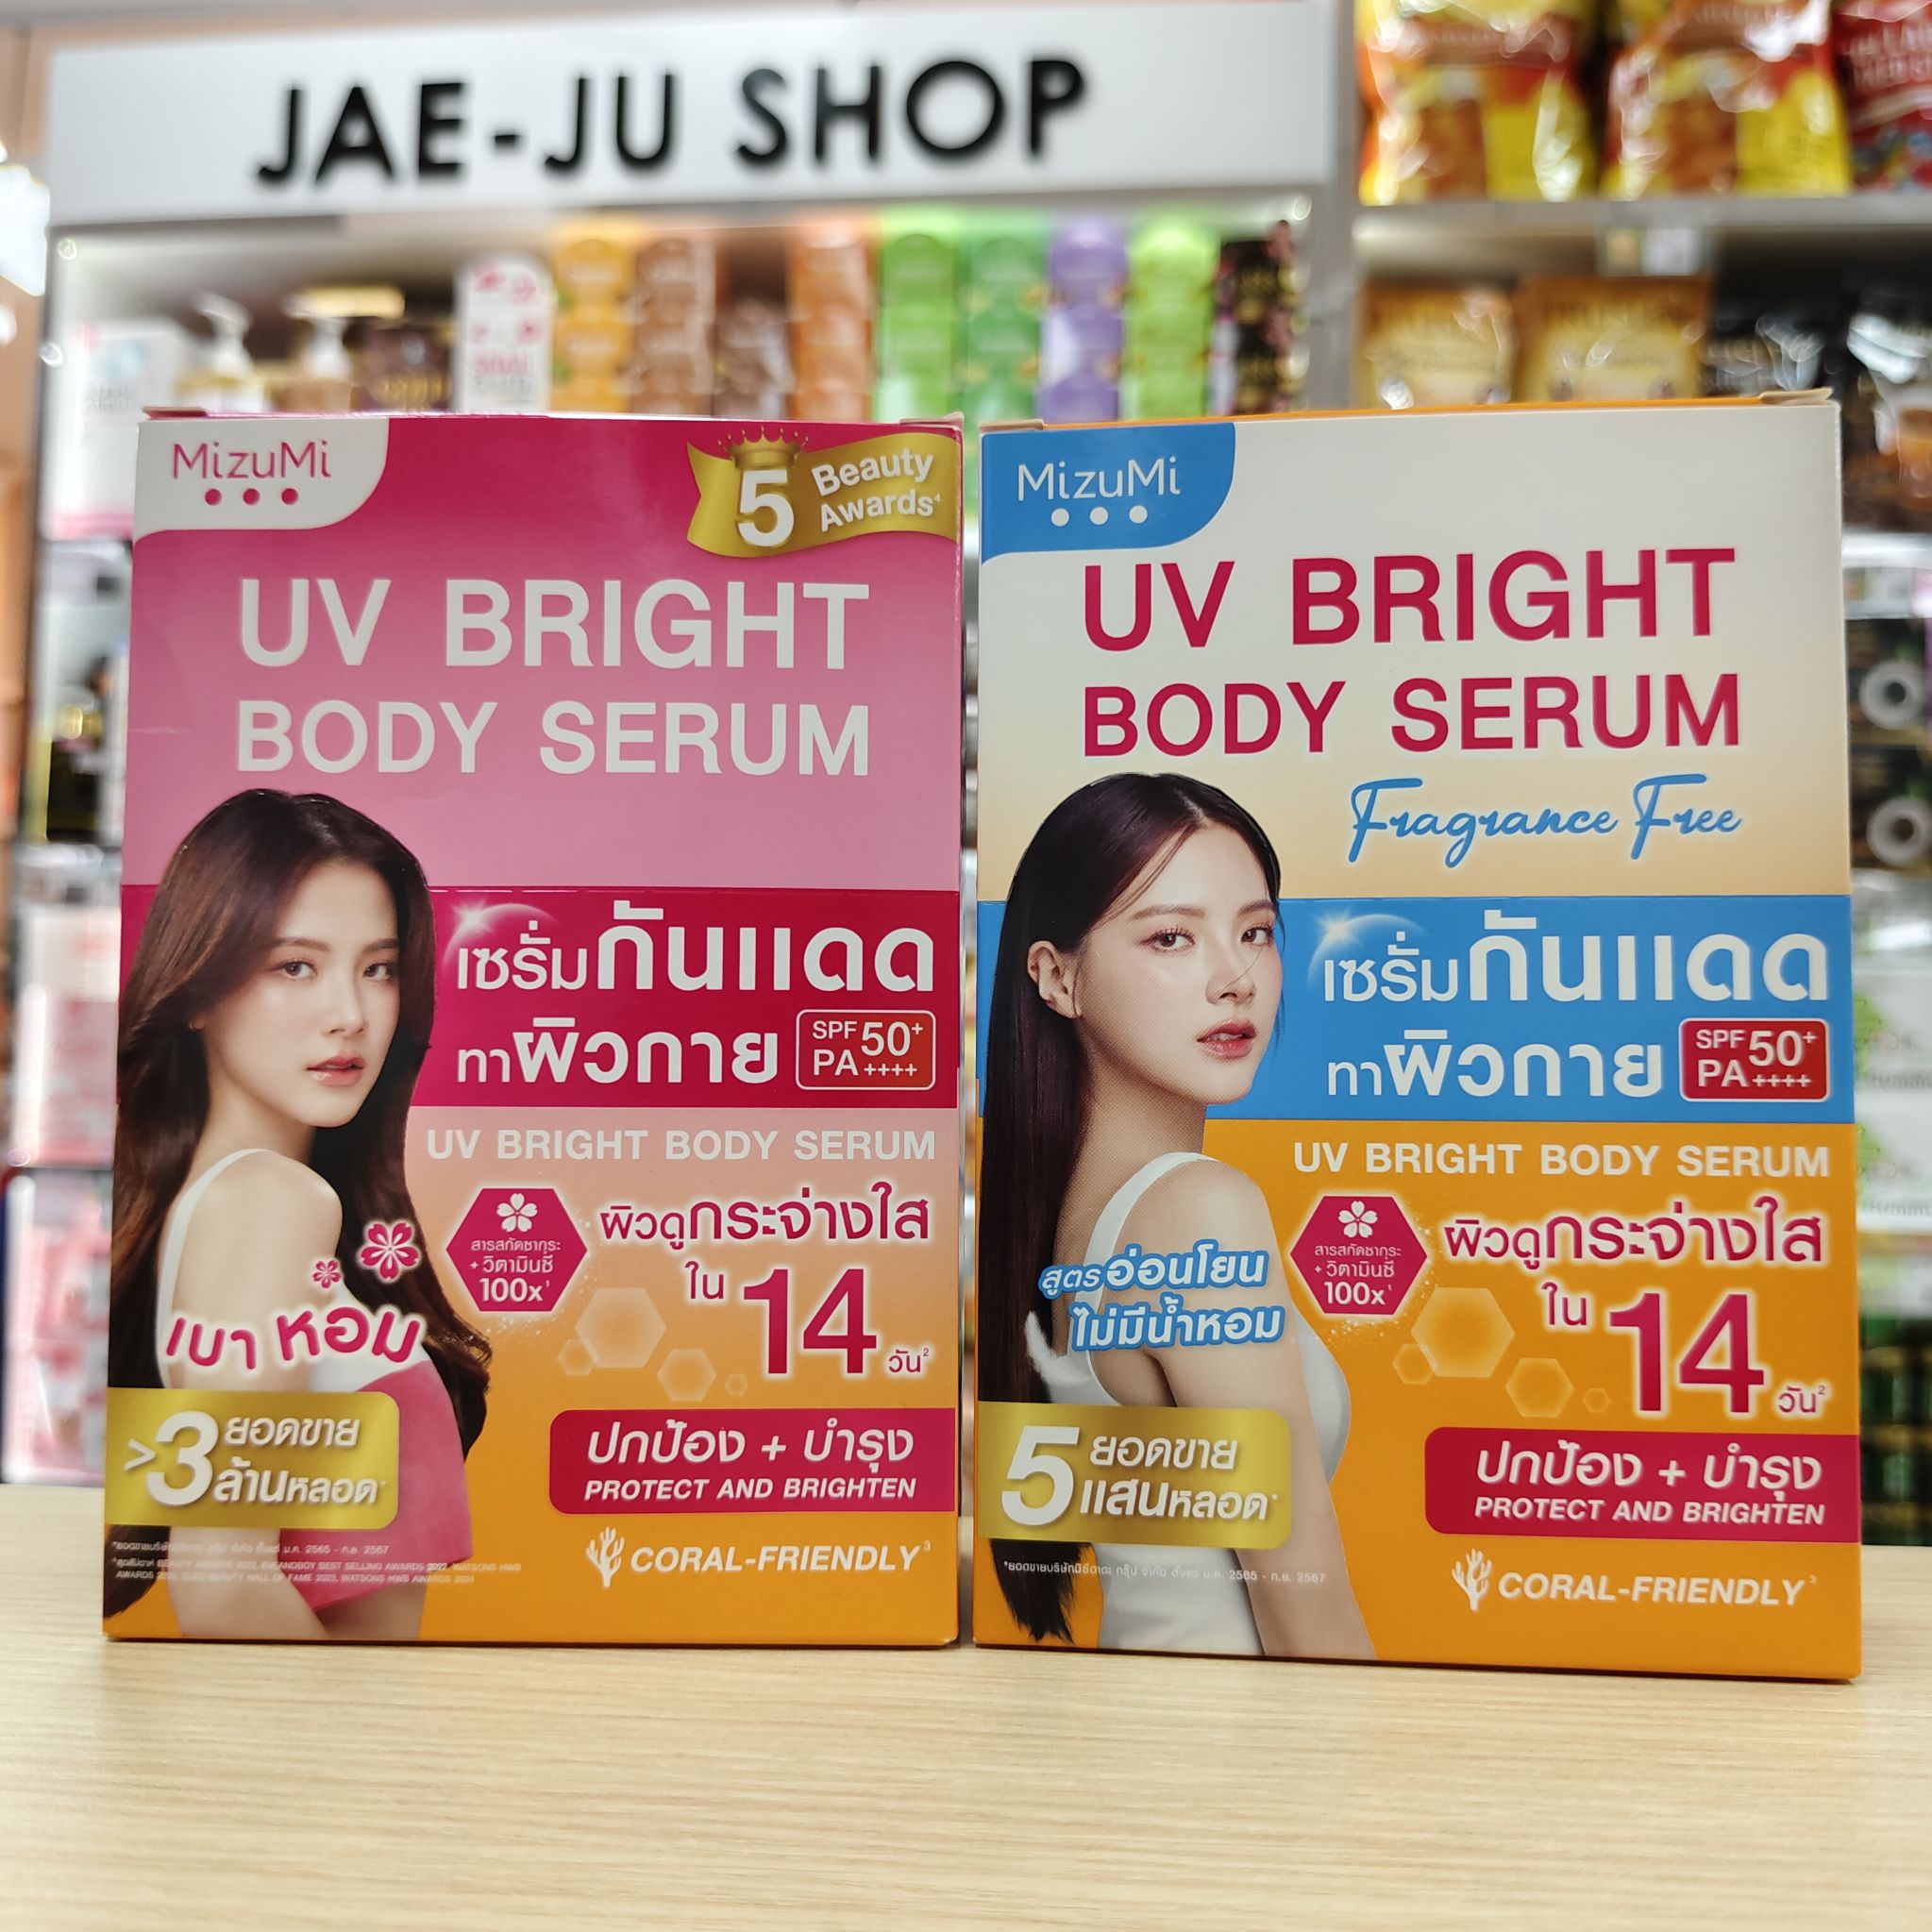 JAE-JU SHOP
MizuMi
5 Beauty
Awards⁴
UV BRIGHT
BODY SERUM
เซรั่มกันแดด
ทาผิวกาย SPF 50+
PA ++++
UV BRIGHT BODY SERUM
สารสกัดซากุระ
+ วิตามินซี
100x¹
ผิวดูกระจ่างใส
ใน 14 วัน²
เบา หอม
>3 ยอดขาย
ล้านหลอด*
ปกป้อง + บำรุง
PROTECT AND BRIGHTEN
CORAL-FRIENDLY³
MizuMi
UV BRIGHT
BODY SERUM
Fragrance Free
เซรั่มกันแดด
ทาผิวกาย SPF 50+
PA ++++
UV BRIGHT BODY SERUM
สารสกัดซากุระ
+ วิตามินซี
100x¹
ผิวดูกระจ่างใส
ใน 14 วัน²
สูตรอ่อนโยน
ไม่มีน้ำหอม
5 ยอดขาย
แสนหลอด*
ปกป้อง + บำรุง
PROTECT AND BRIGHTEN
CORAL-FRIENDLY³